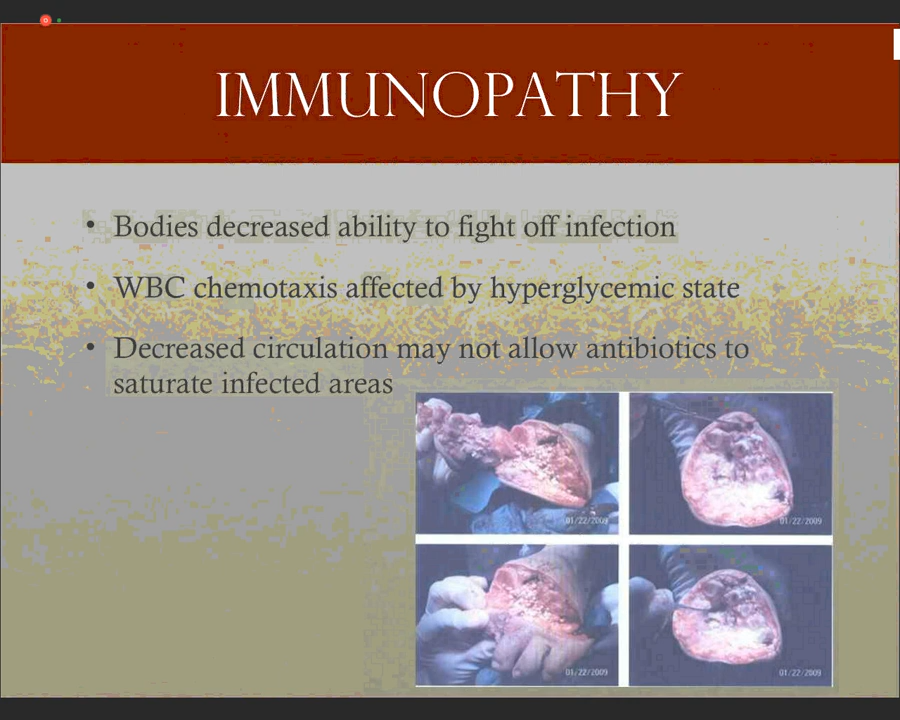 IMMUNOPATHY
• Bodies decreased ability to fight off infection
• WBC chemotaxis affected by hyperglycemic state
• Decreased circulation may not allow antibiotics to
saturate infected areas
01/22/2009
01/22/2009
01/22/2009
01/22/2009